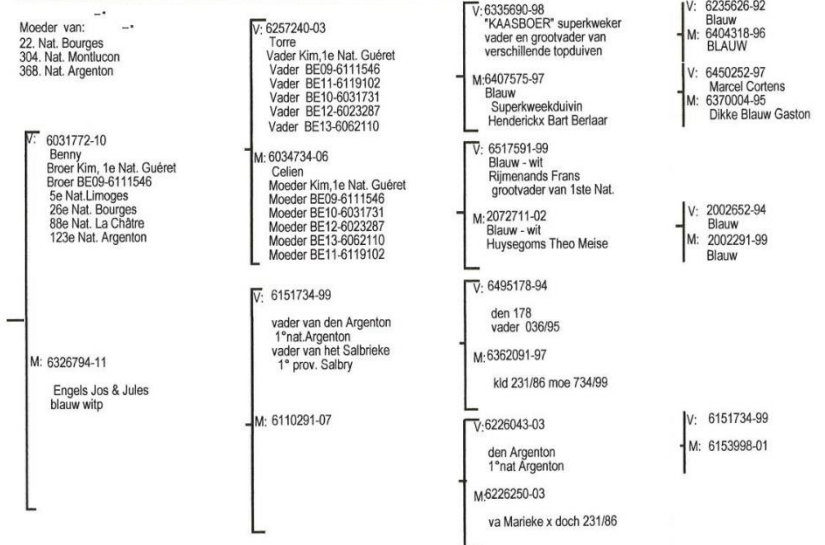 Moeder van:
22. Nat. Bourges
304. Nat. Montlucon
368. Nat. Argenton
V: 6031772-10
Benny
Broer Kim, 1e Nat. Guéret
Broer BE09-6111546
5e Nat.Limoges
26e Nat. Bourges
88e Nat. La Châtre
123e Nat. Argenton
M: 6326794-11
Engels Jos & Jules
blauw witp
V: 6257240-03
Torre
Vader Kim,1e Nat. Guéret
Vader BE09-6111546
Vader BE11-6119102
Vader BE10-6031731
Vader BE12-6023287
Vader BE13-6062110
M: 6034734-06
Celien
Moeder Kim,1e Nat. Guéret
Moeder BE09-6111546
Moeder BE10-6031731
Moeder BE12-6023287
Moeder BE13-6062110
Moeder BE11-6119102
V: 6151734-99
vader van den Argenton
1°nat.Argenton
vader van het Salbrieke
1° prov. Salbry
M: 6110291-07
V:6335690-98
"KAASBOER" superkweker
vader en grootvader van
verschillende topduiven
M:6407575-97
Blauw
Superkweekduivin
Henderickx Bart Berlaar
V: 6517591-99
Blauw - wit
Rijmenands Frans
grootvader van 1ste Nat.
M:2072711-02
Blauw - wit
Huysegoms Theo Meise
V: 6495178-94
den 178
vader 036/95
M:6362091-97
kld 231/86 moe 734/99
V:6226043-03
den Argenton
1°nat Argenton
M:6226250-03
va Marieke x doch 231/86
V: 6235626-92
Blauw
M: 6404318-96
BLAUW
V: 6450252-97
Marcel Cortens
M: 6370004-95
Dikke Blauw Gaston
V: 2002652-94
Blauw
M: 2002291-99
Blauw
V: 6151734-99
M: 6153998-01